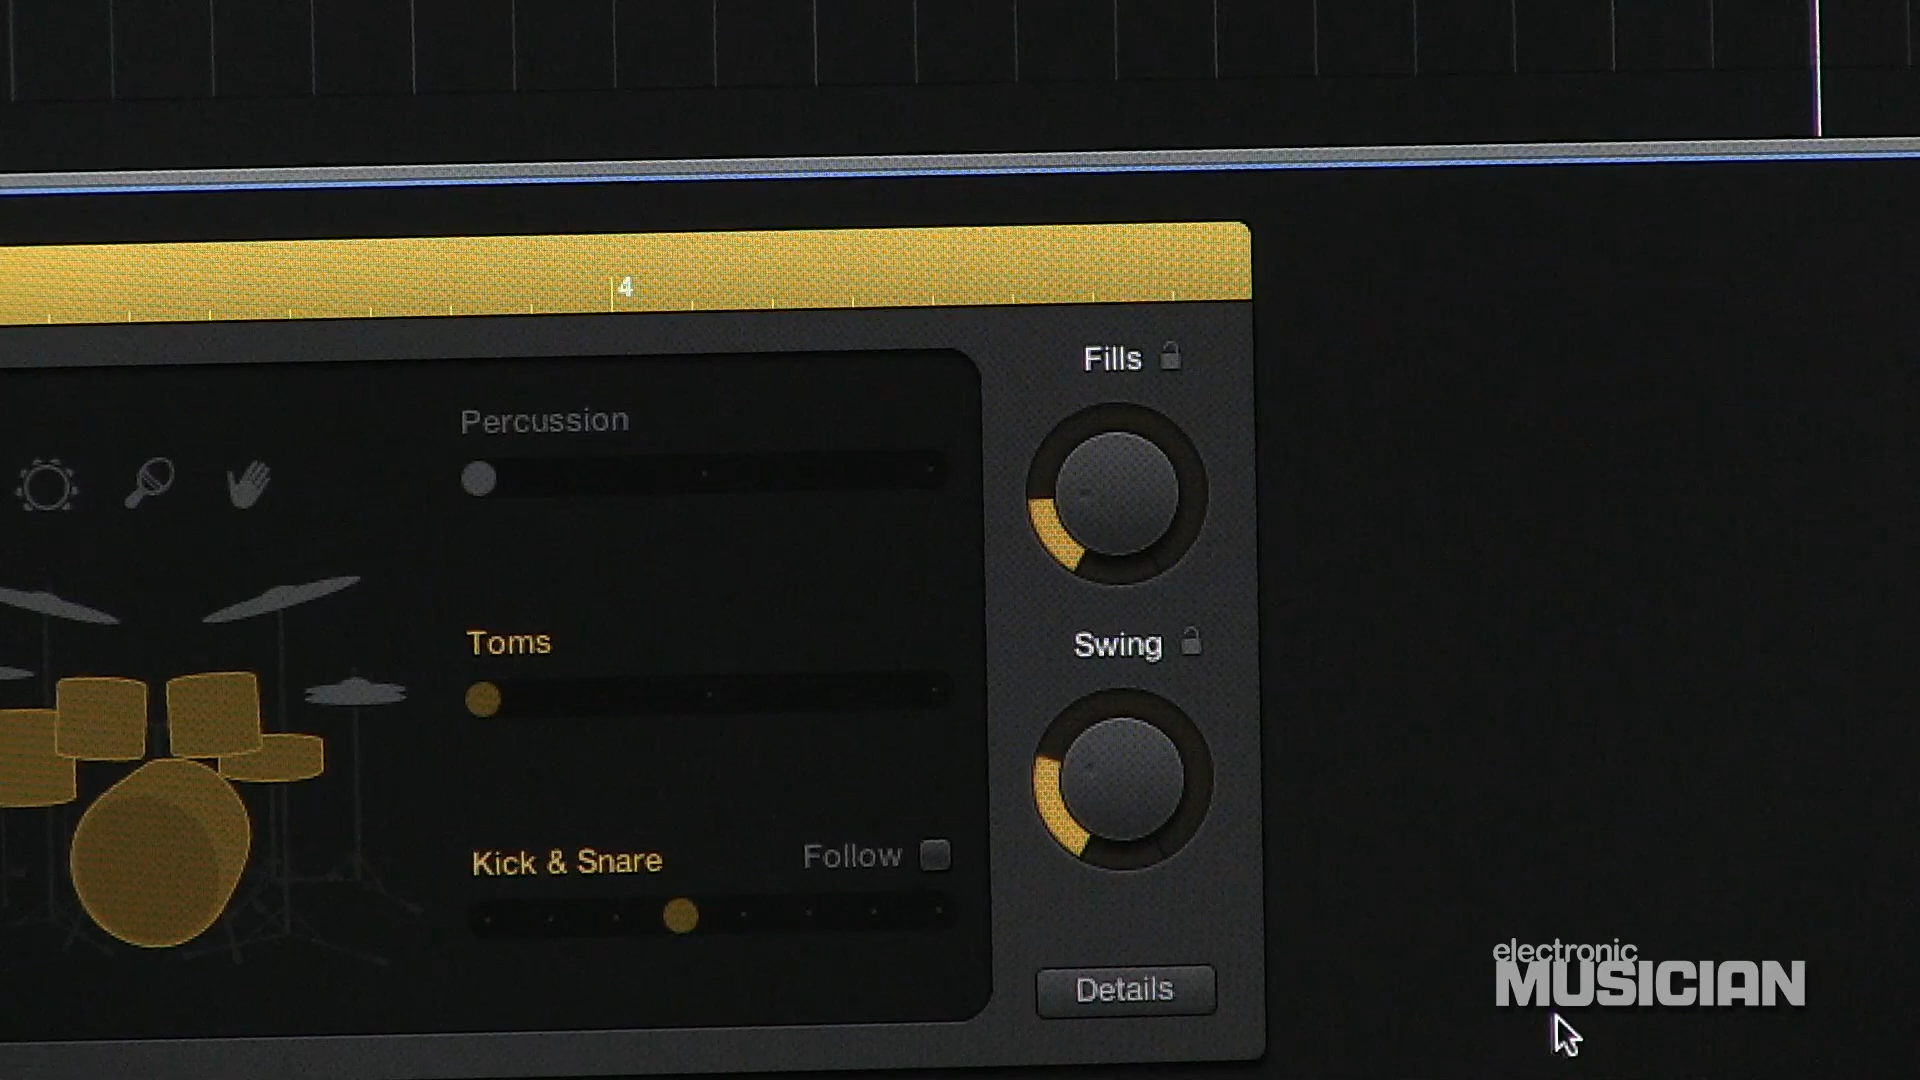 4
Fills
Percussion
Toms
Swing
Kick & Snare
Follow
Details
electronic
MUSICIAN